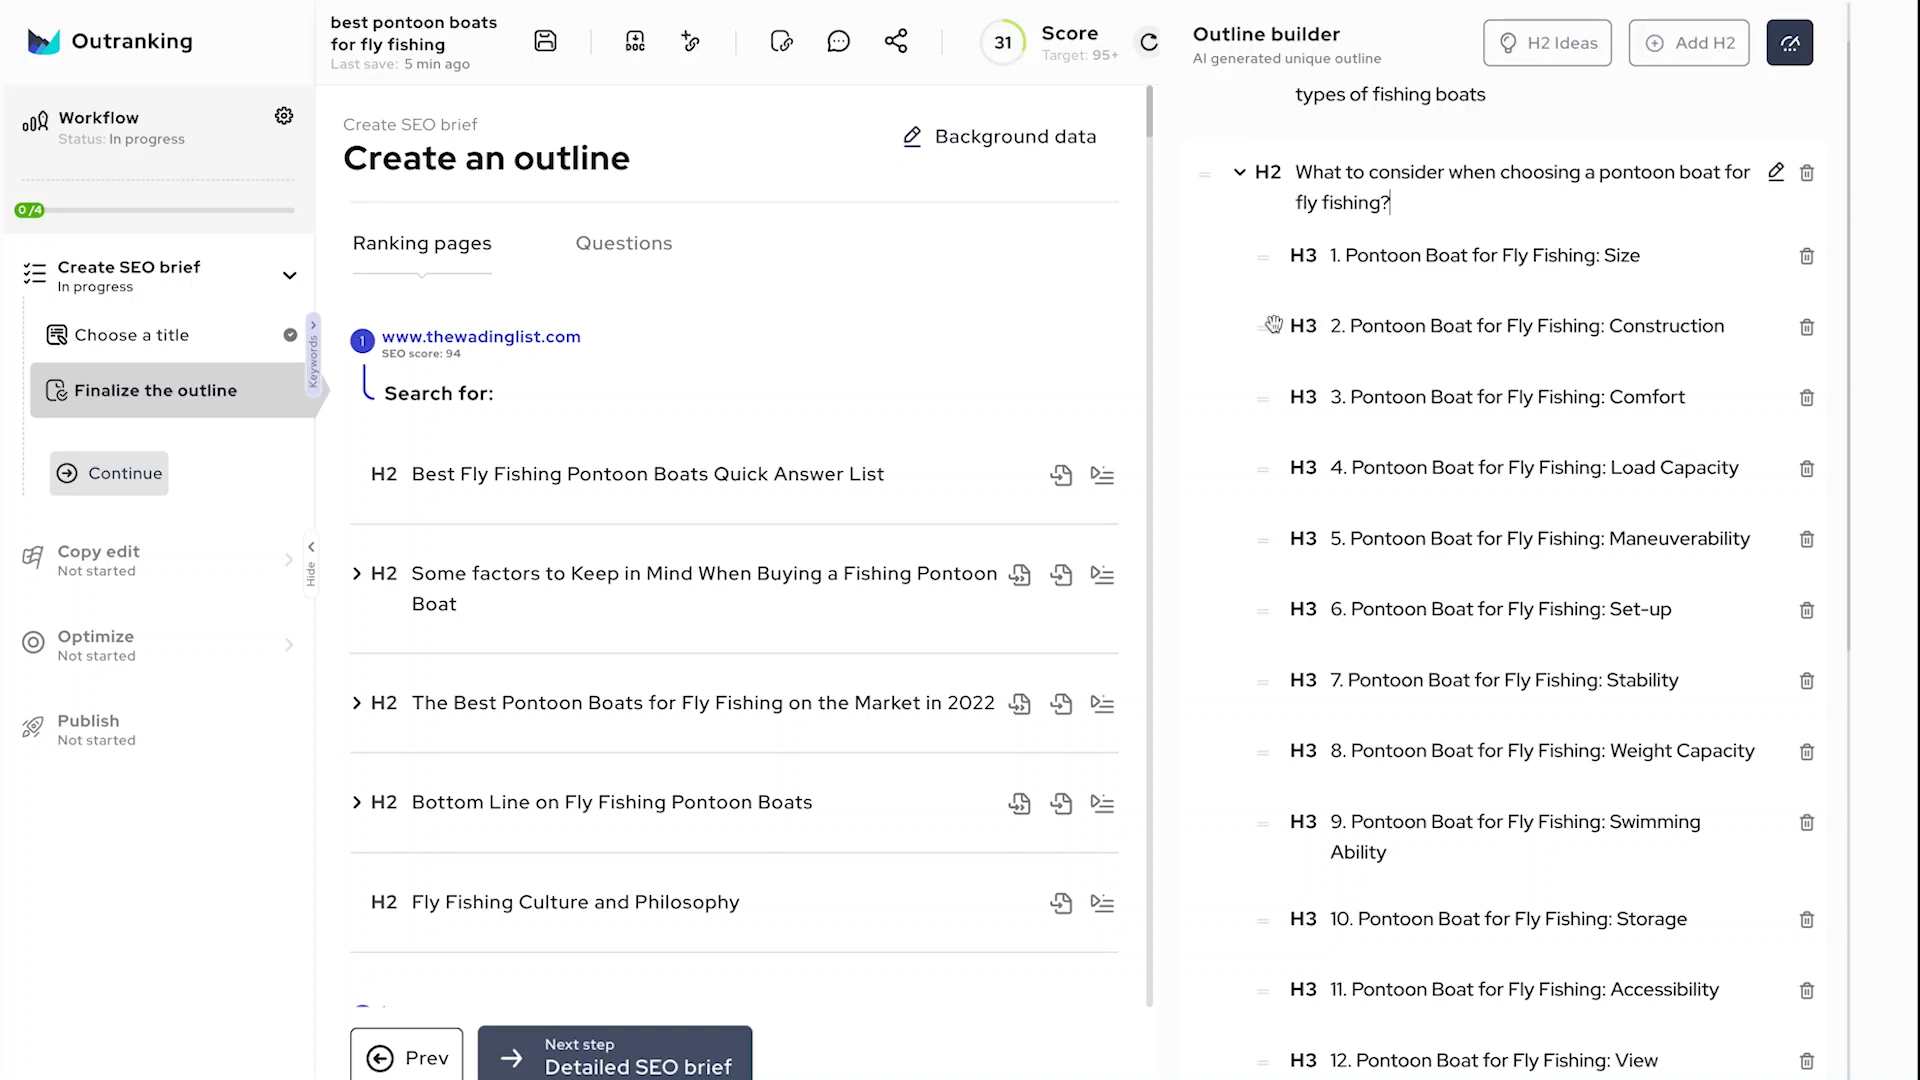 Outranking
Workflow
Status: In progress
0/4
Create SEO brief
In progress
Choose a title
Finalize the outline
Continue
Copy edit
Not started
Optimize
Not started
Publish
Not started
Keywords
Hide
best pontoon boats
for fly fishing
Last save: 5 min ago
DOC
31
Score
Target: 95+
Create SEO brief
Create an outline
Background data
Ranking pages
Questions
1
www.thewadinglist.com
SEO score: 94
Search for:
H2 Best Fly Fishing Pontoon Boats Quick Answer List
H2 Some factors to Keep in Mind When Buying a Fishing Pontoon
Boat
H2 The Best Pontoon Boats for Fly Fishing on the Market in 2022
H2 Bottom Line on Fly Fishing Pontoon Boats
H2 Fly Fishing Culture and Philosophy
Prev
Next step
Detailed SEO brief
Outline builder
AI generated unique outline
H2 Ideas
Add H2
types of fishing boats
H2 What to consider when choosing a pontoon boat for
fly fishing?
H3 1. Pontoon Boat for Fly Fishing: Size
H3 2. Pontoon Boat for Fly Fishing: Construction
H3 3. Pontoon Boat for Fly Fishing: Comfort
H3 4. Pontoon Boat for Fly Fishing: Load Capacity
H3 5. Pontoon Boat for Fly Fishing: Maneuverability
H3 6. Pontoon Boat for Fly Fishing: Set-up
H3 7. Pontoon Boat for Fly Fishing: Stability
H3 8. Pontoon Boat for Fly Fishing: Weight Capacity
H3 9. Pontoon Boat for Fly Fishing: Swimming
Ability
H3 10. Pontoon Boat for Fly Fishing: Storage
H3 11. Pontoon Boat for Fly Fishing: Accessibility
H3 12. Pontoon Boat for Fly Fishing: View